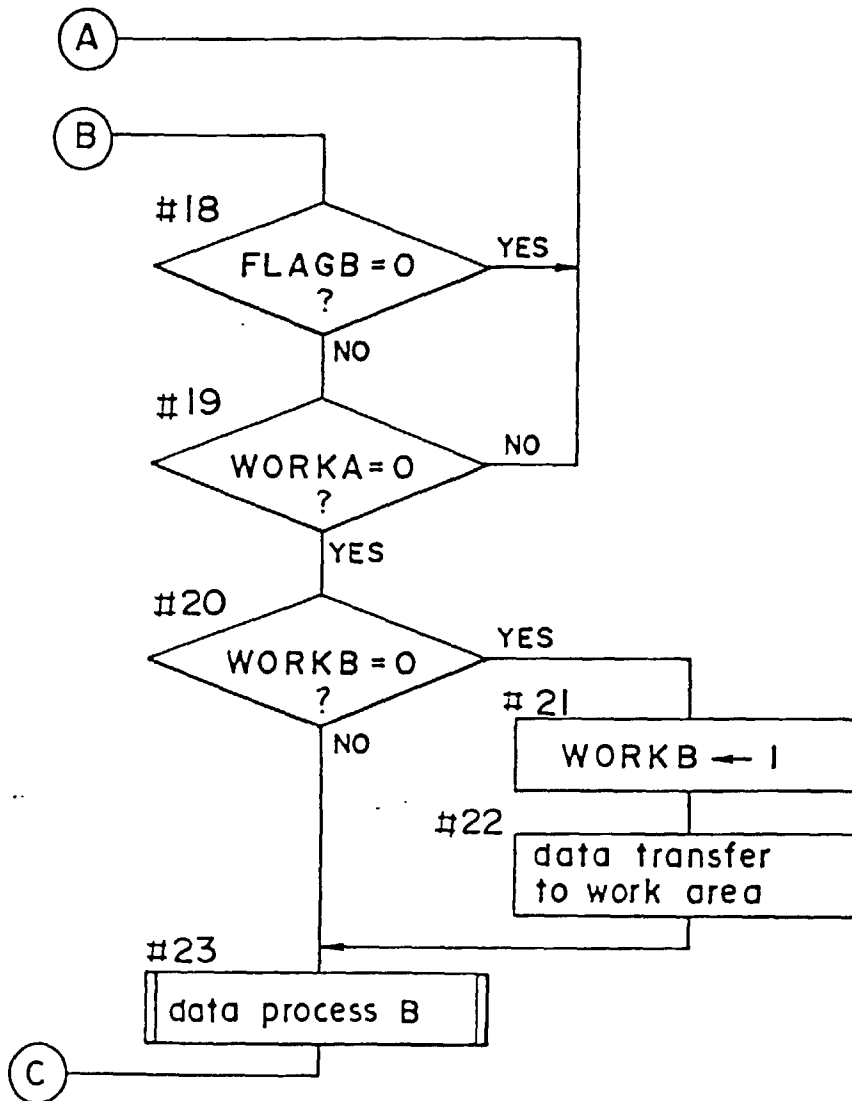 A
B
#18
FLAGB = 0
?
YES
NO
#19
WORKA = 0
?
NO
YES
#20
WORKB = 0
?
YES
NO
#21
WORKB ← 1
#22
data transfer
to work area
#23
data process B
C